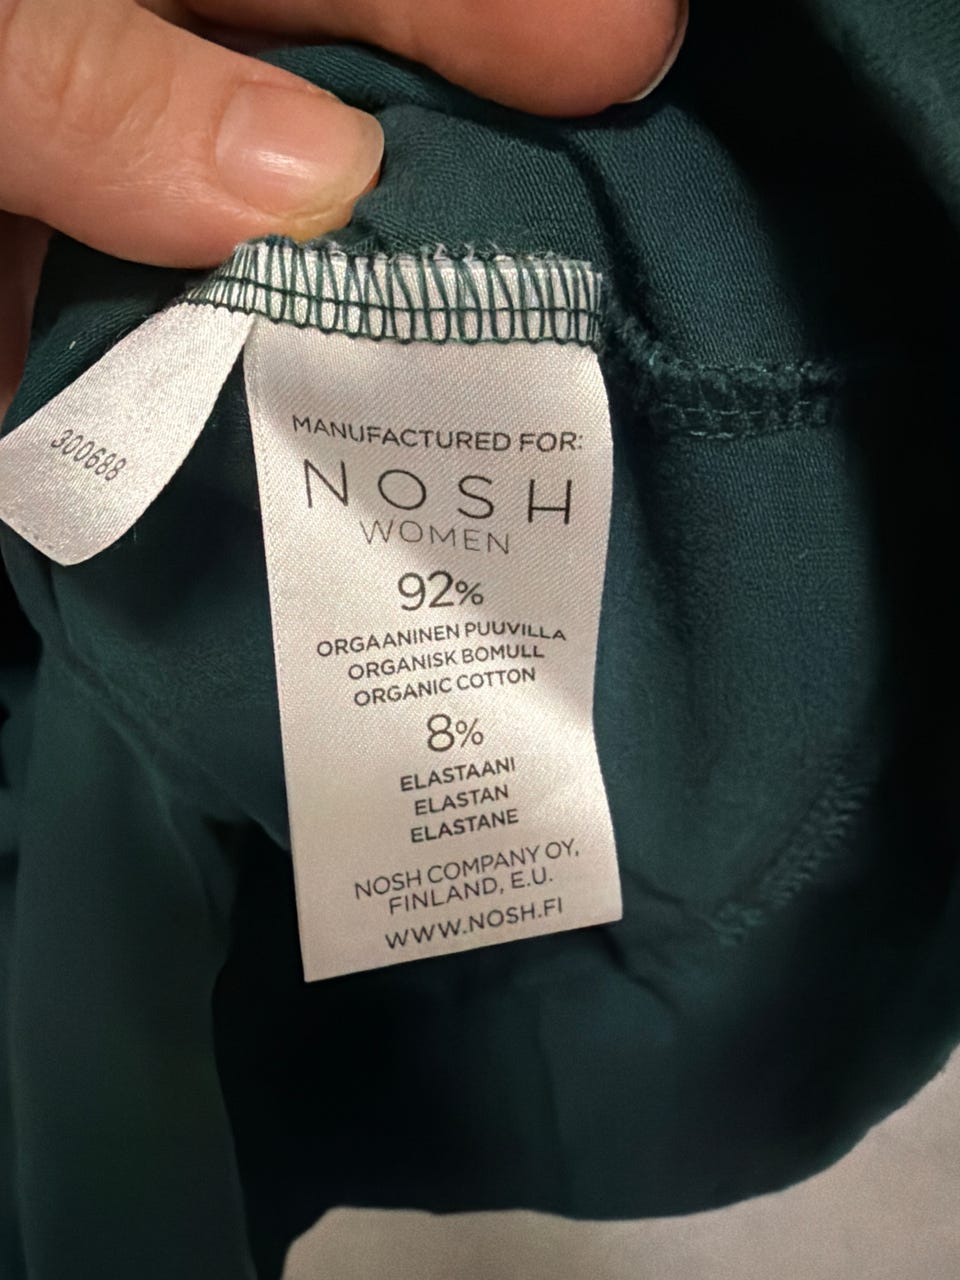 300688
MANUFACTURED FOR:
NOSH
WOMEN
92%
ORGAANINEN PUUVILLA
ORGANISK BOMULL
ORGANIC COTTON
8%
ELASTAANI
ELASTAN
ELASTANE
NOSH COMPANY OY,
FINLAND, E.U.
WWW.NOSH.FI